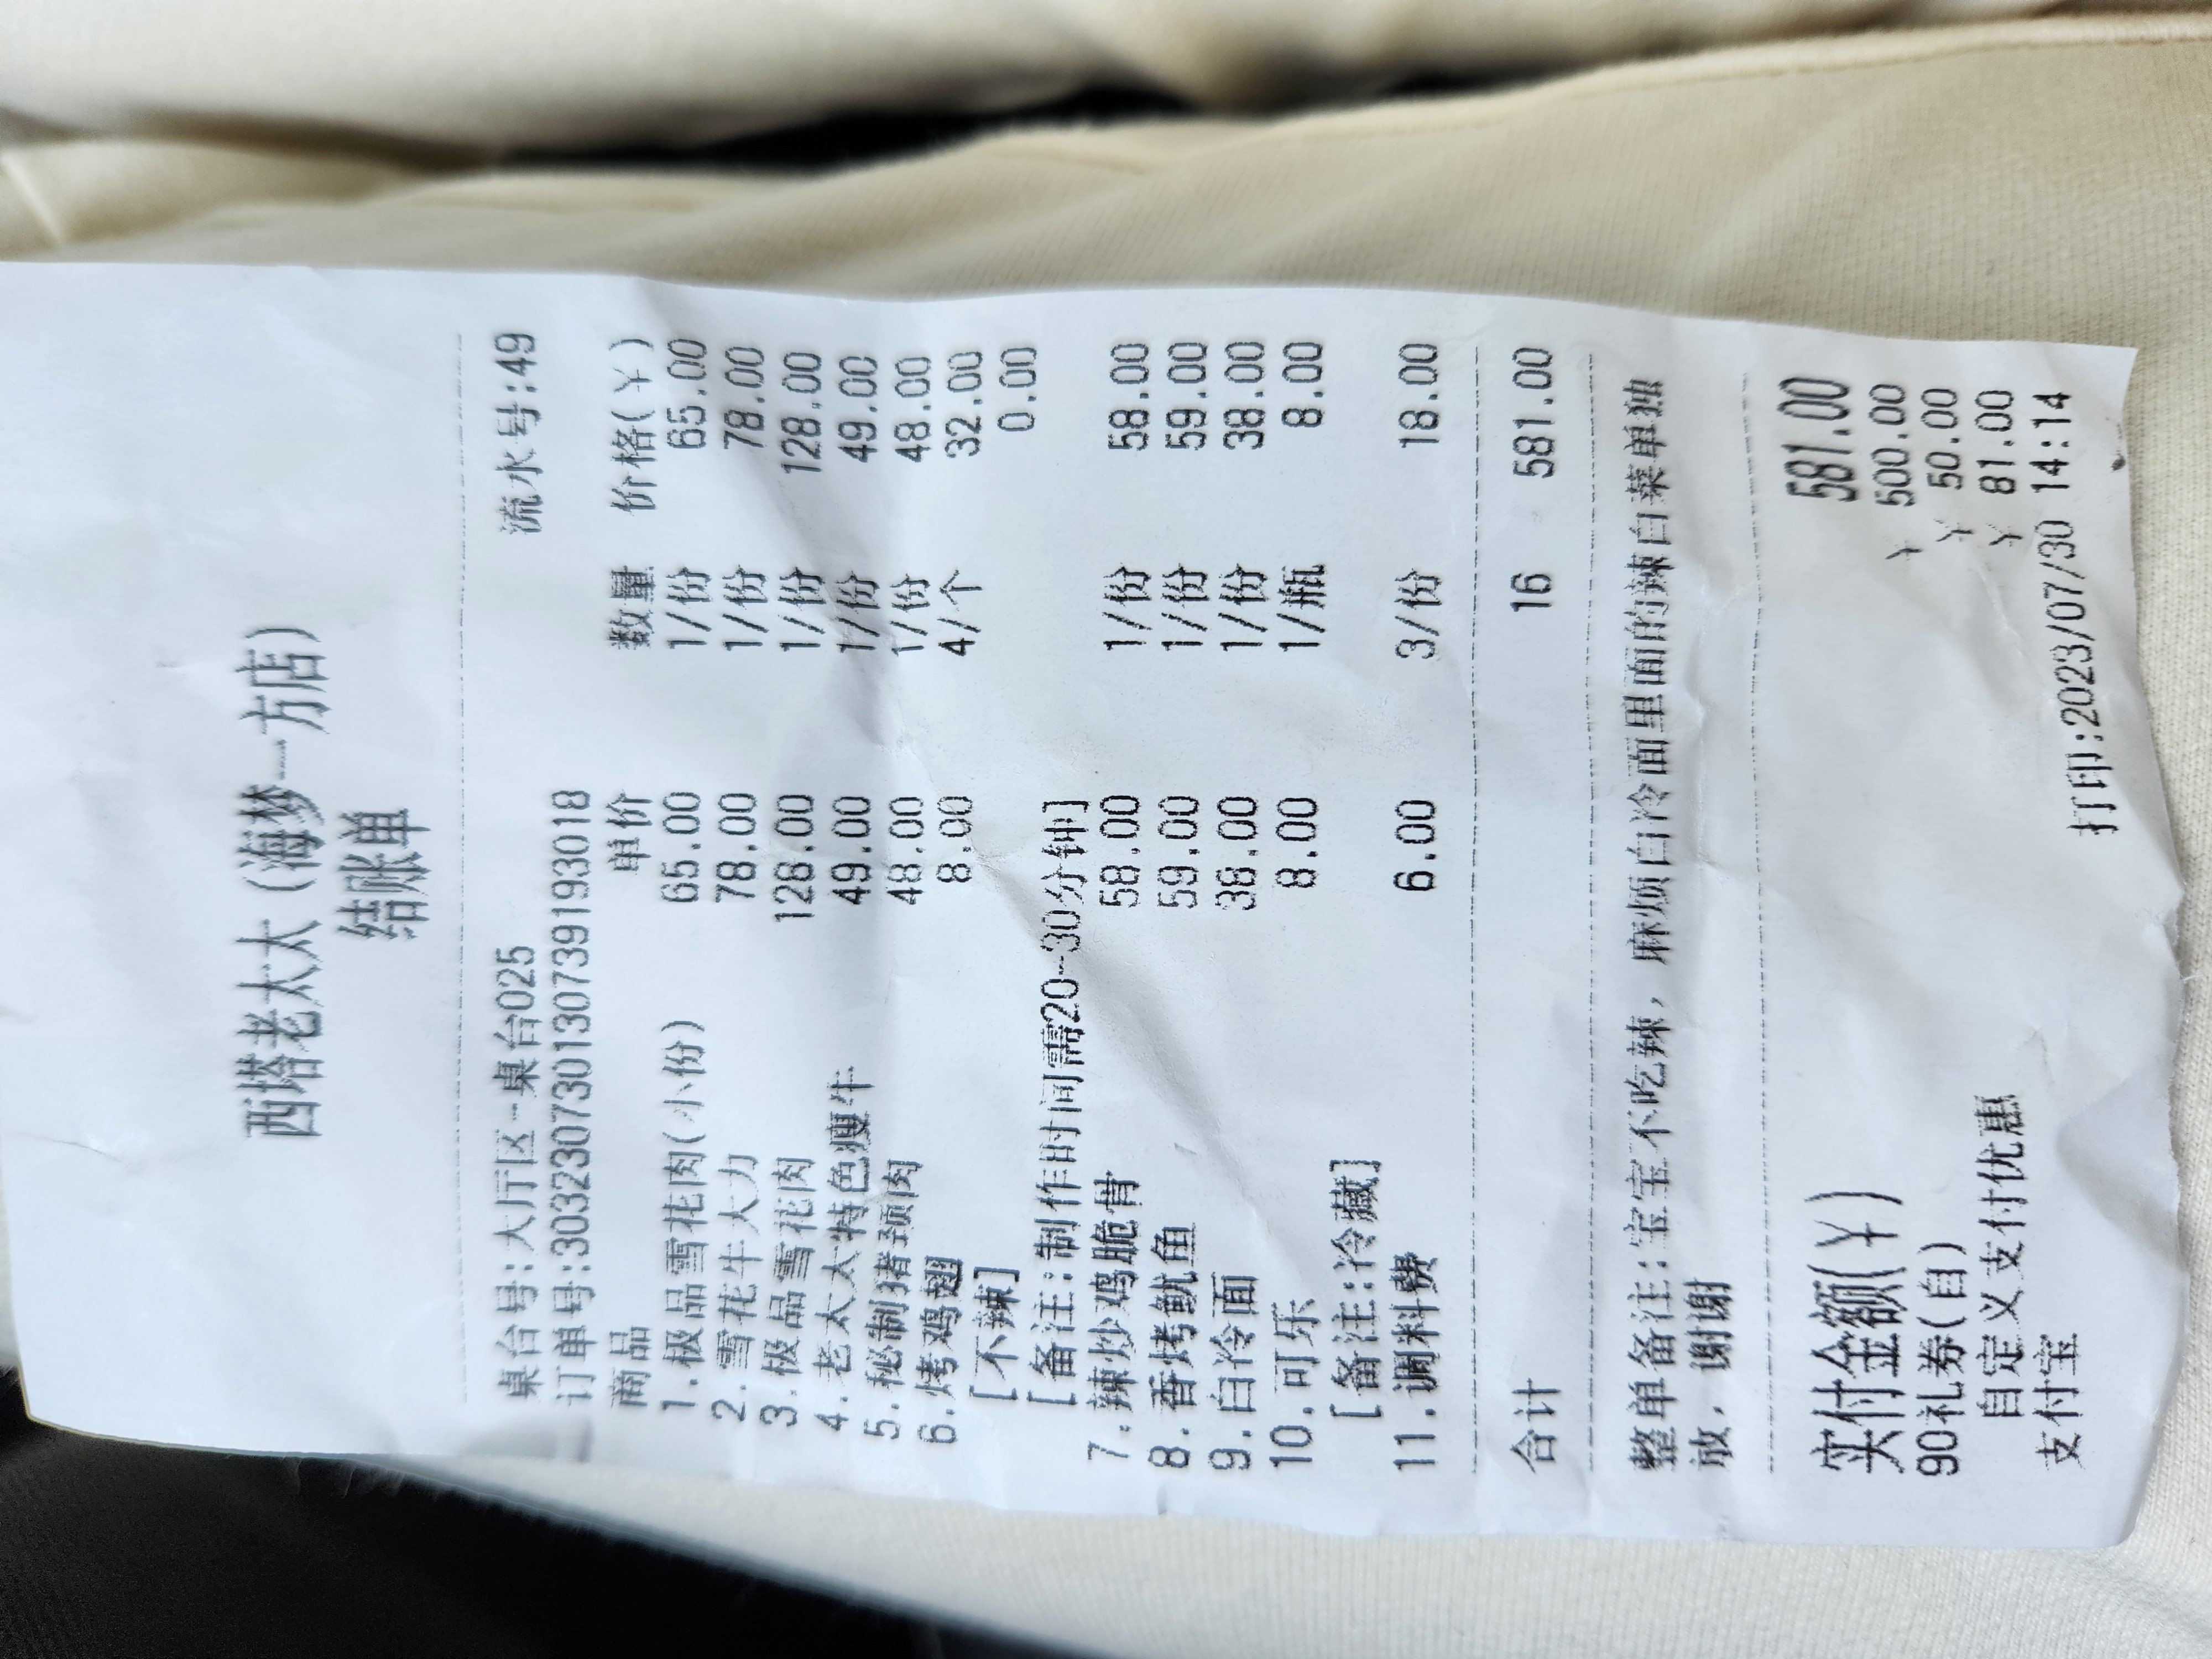 西塔老太太（海梦一方店）
结账单
桌台号:大厅区-桌台025 流水号:49
订单号:303230730130739193018
商品 单价 数量 价格(￥)
1.极品雪花肉(小份) 65.00 1/份 65.00
2.雪花牛大力 78.00 1/份 78.00
3.极品雪花肉 128.00 1/份 128.00
4.老太太特色瘦牛 49.00 1/份 49.00
5.秘制猪颈肉 48.00 1/份 48.00
6.烤鸡翅 8.00 4/个 32.00
[不辣] 0.00
[备注:制作时间需20-30分钟]
7.辣炒鸡脆骨 58.00 1/份 58.00
8.香烤鱿鱼 59.00 1/份 59.00
9.白冷面 38.00 1/份 38.00
10.可乐 8.00 1/瓶 8.00
[备注:冷藏]
11.调料费 6.00 3/份 18.00
合计 16 581.00
整单备注:宝宝不吃辣，麻烦白冷面里面的辣白菜单独
放，谢谢
实付金额(￥) 581.00
90礼券(自) ￥ 500.00
自定义支付优惠 ￥ 50.00
支付宝 ￥ 81.00
打印:2023/07/30 14:14